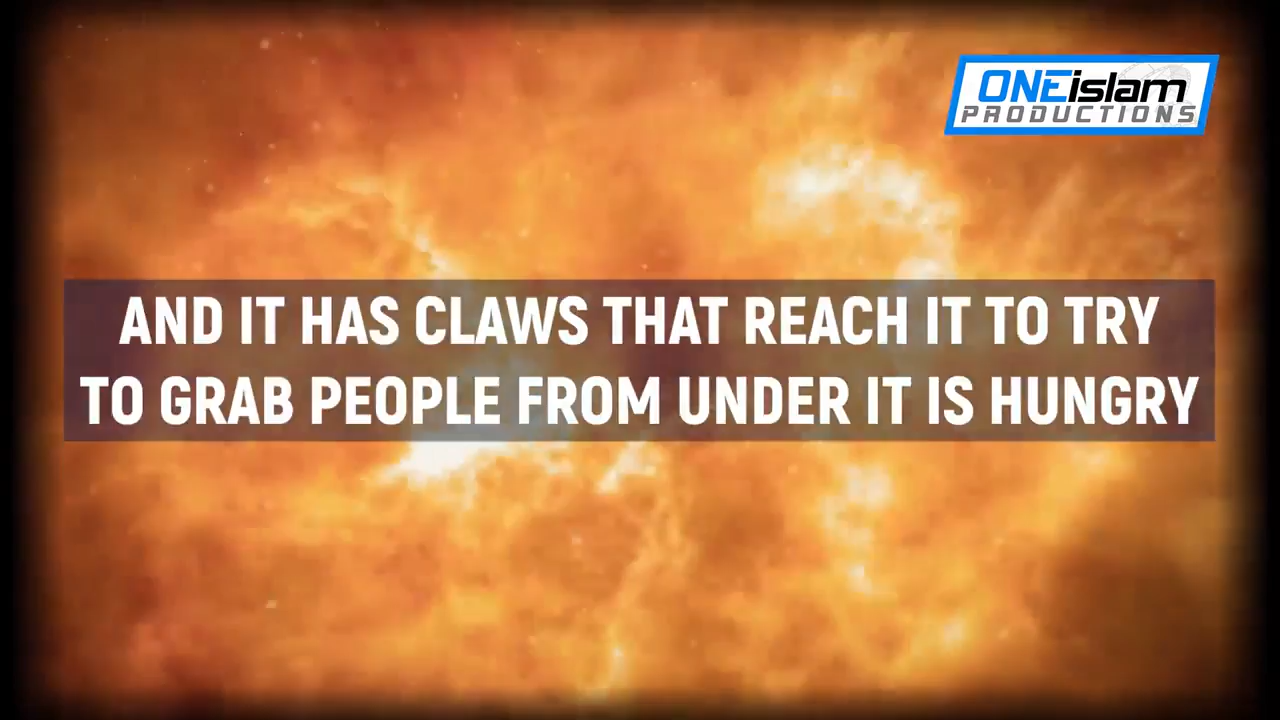 ONEislam
PRODUCTIONS
AND IT HAS CLAWS THAT REACH IT TO TRY
TO GRAB PEOPLE FROM UNDER IT IS HUNGRY